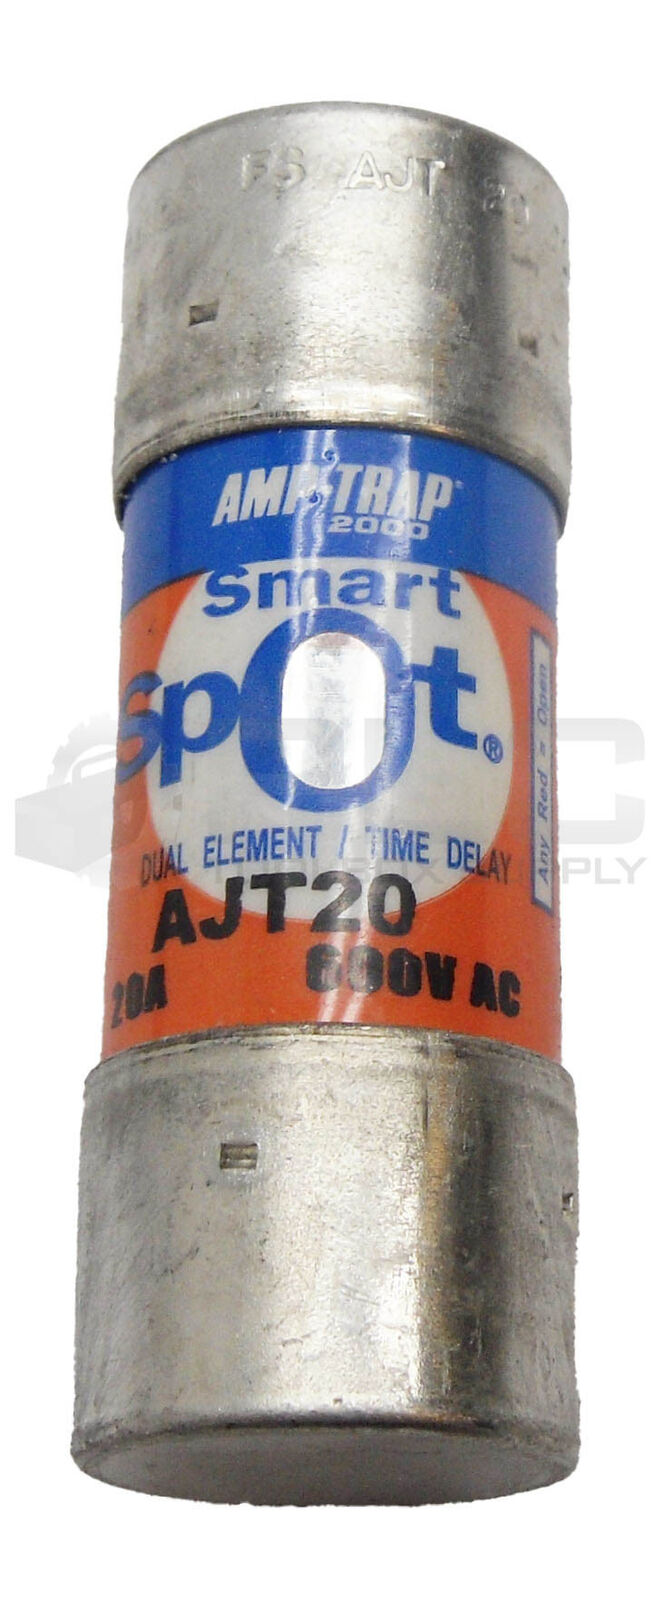 FS AJT 20
AMP-TRAP®
2000
Smart
Spot®
DUAL ELEMENT / TIME DELAY
AJT20
20A 600V AC
Any Red = Open